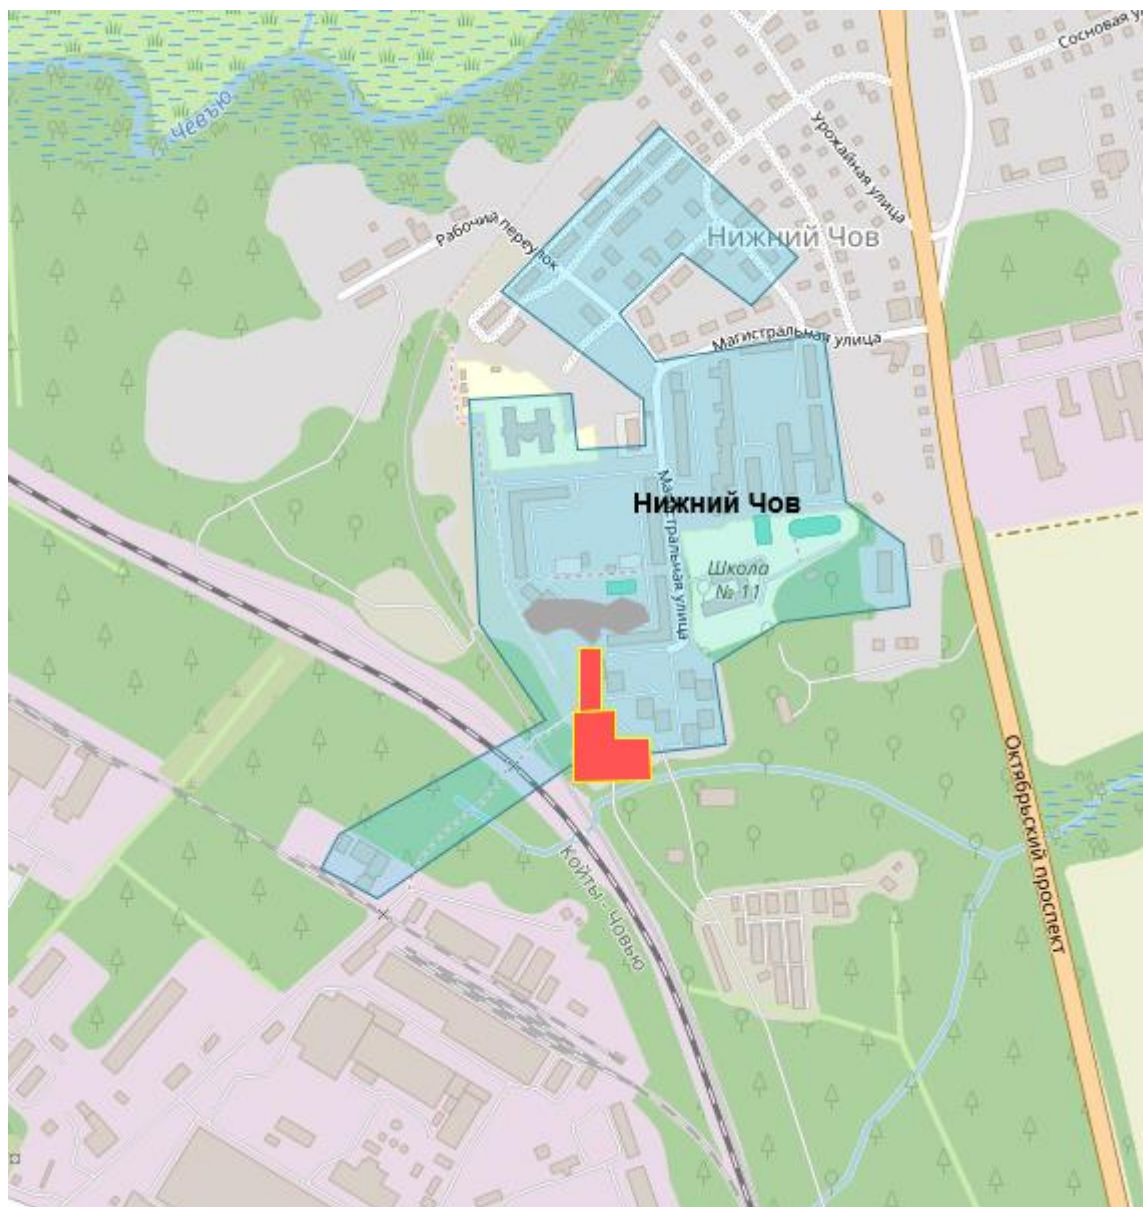 Сосновая у
Чёвъю
Урожайная улица
Рабочий переулок
Нижний Чов
Магистральная улица
Нижний Чов
Магистральная улица
Школа
№ 11
Октябрьский проспект
Койты - Човью